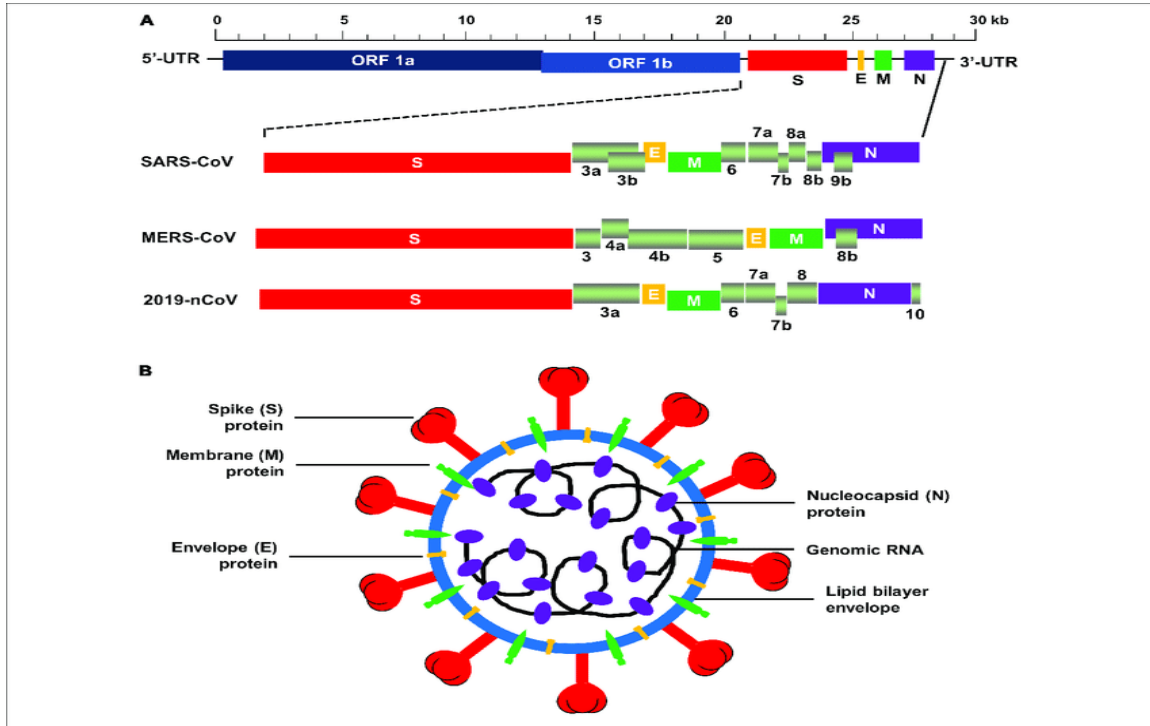 A
0 5 10 15 20 25 30 kb
5'-UTR ORF 1a ORF 1b 3'-UTR
S E M N
7a 8a
SARS-CoV S E M N
3a 3b 6 7b 8b 9b
MERS-CoV S E M N
3 4a 4b 5 8b
7a 8
2019-nCoV S E M N
3a 6 7b 10
B
Spike (S)
protein
Membrane (M)
protein
Envelope (E)
protein
Nucleocapsid (N)
protein
Genomic RNA
Lipid bilayer
envelope